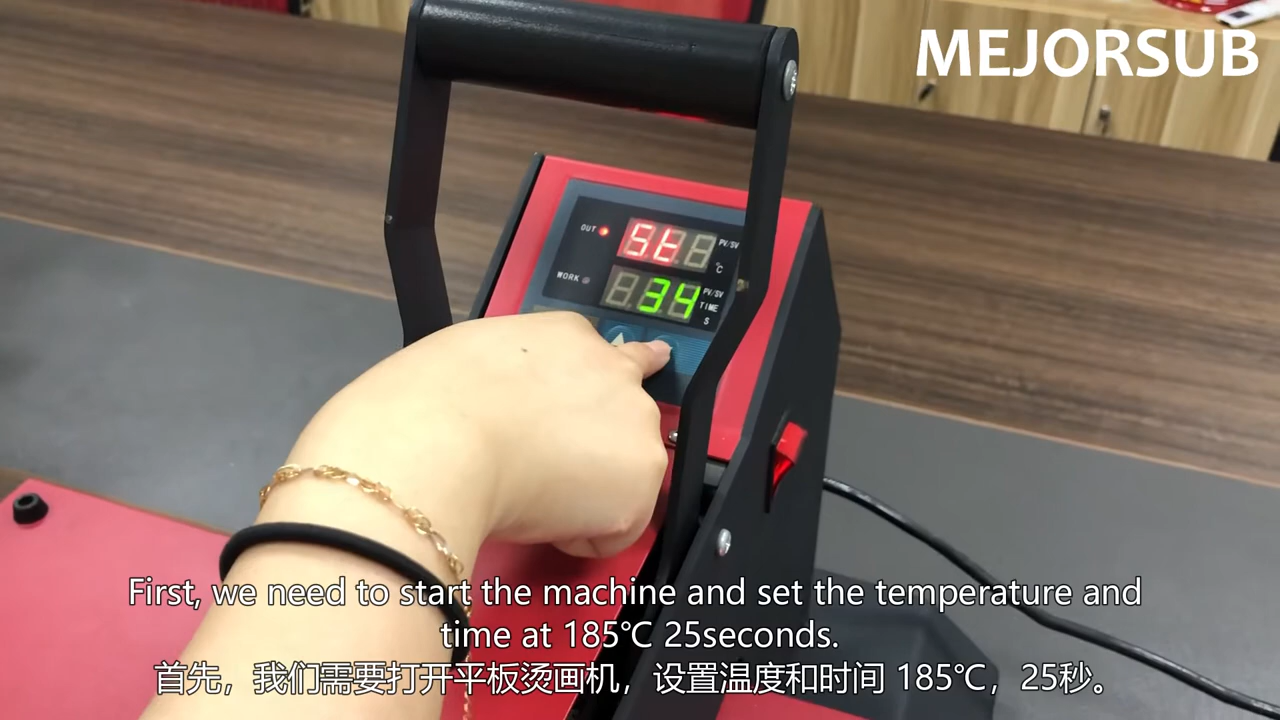 MEJORSUB
OUT
St
PV/SV
℃
WORK
34
PV/SV
TIME
S
First, we need to start the machine and set the temperature and
time at 185℃ 25seconds.
首先，我们需要打开平板烫画机，设置温度和时间 185℃，25秒。